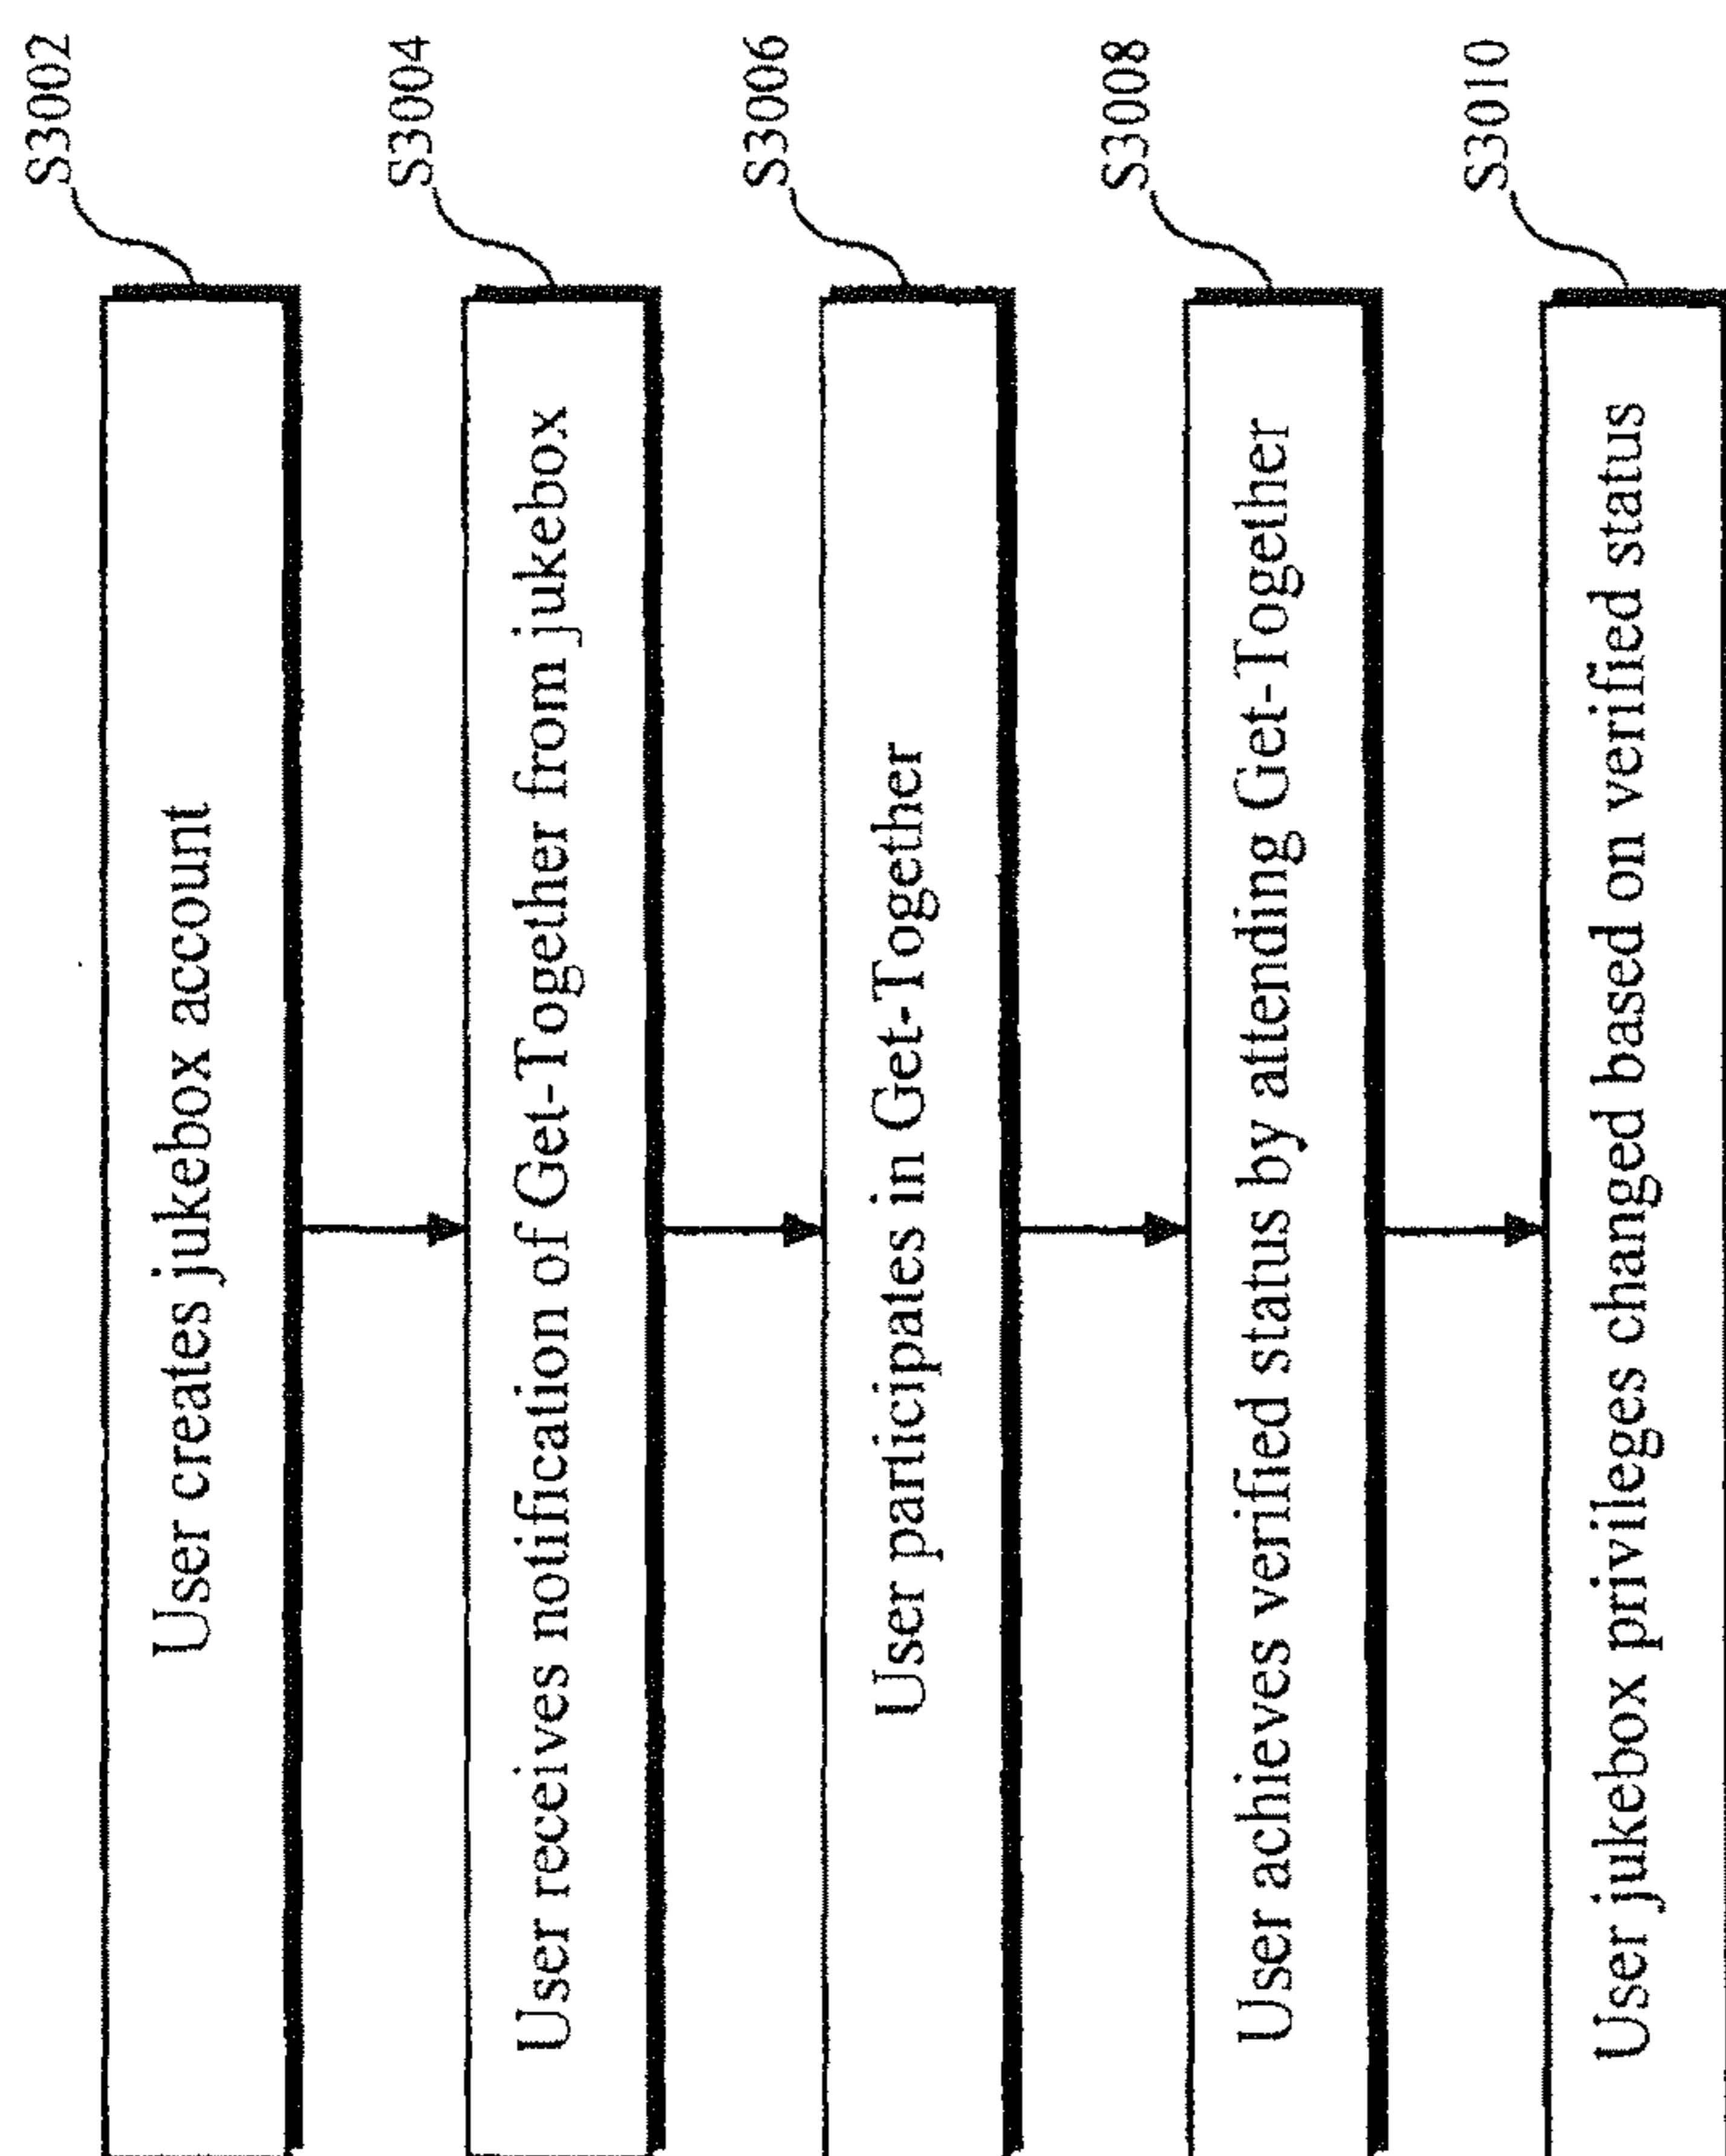 S3002
User creates jukebox account
S3004
User receives notification of Get-Together from jukebox
S3006
User participates in Get-Together
S3008
User achieves verified status by attending Get-Together
S3010
User jukebox privileges changed based on verified status